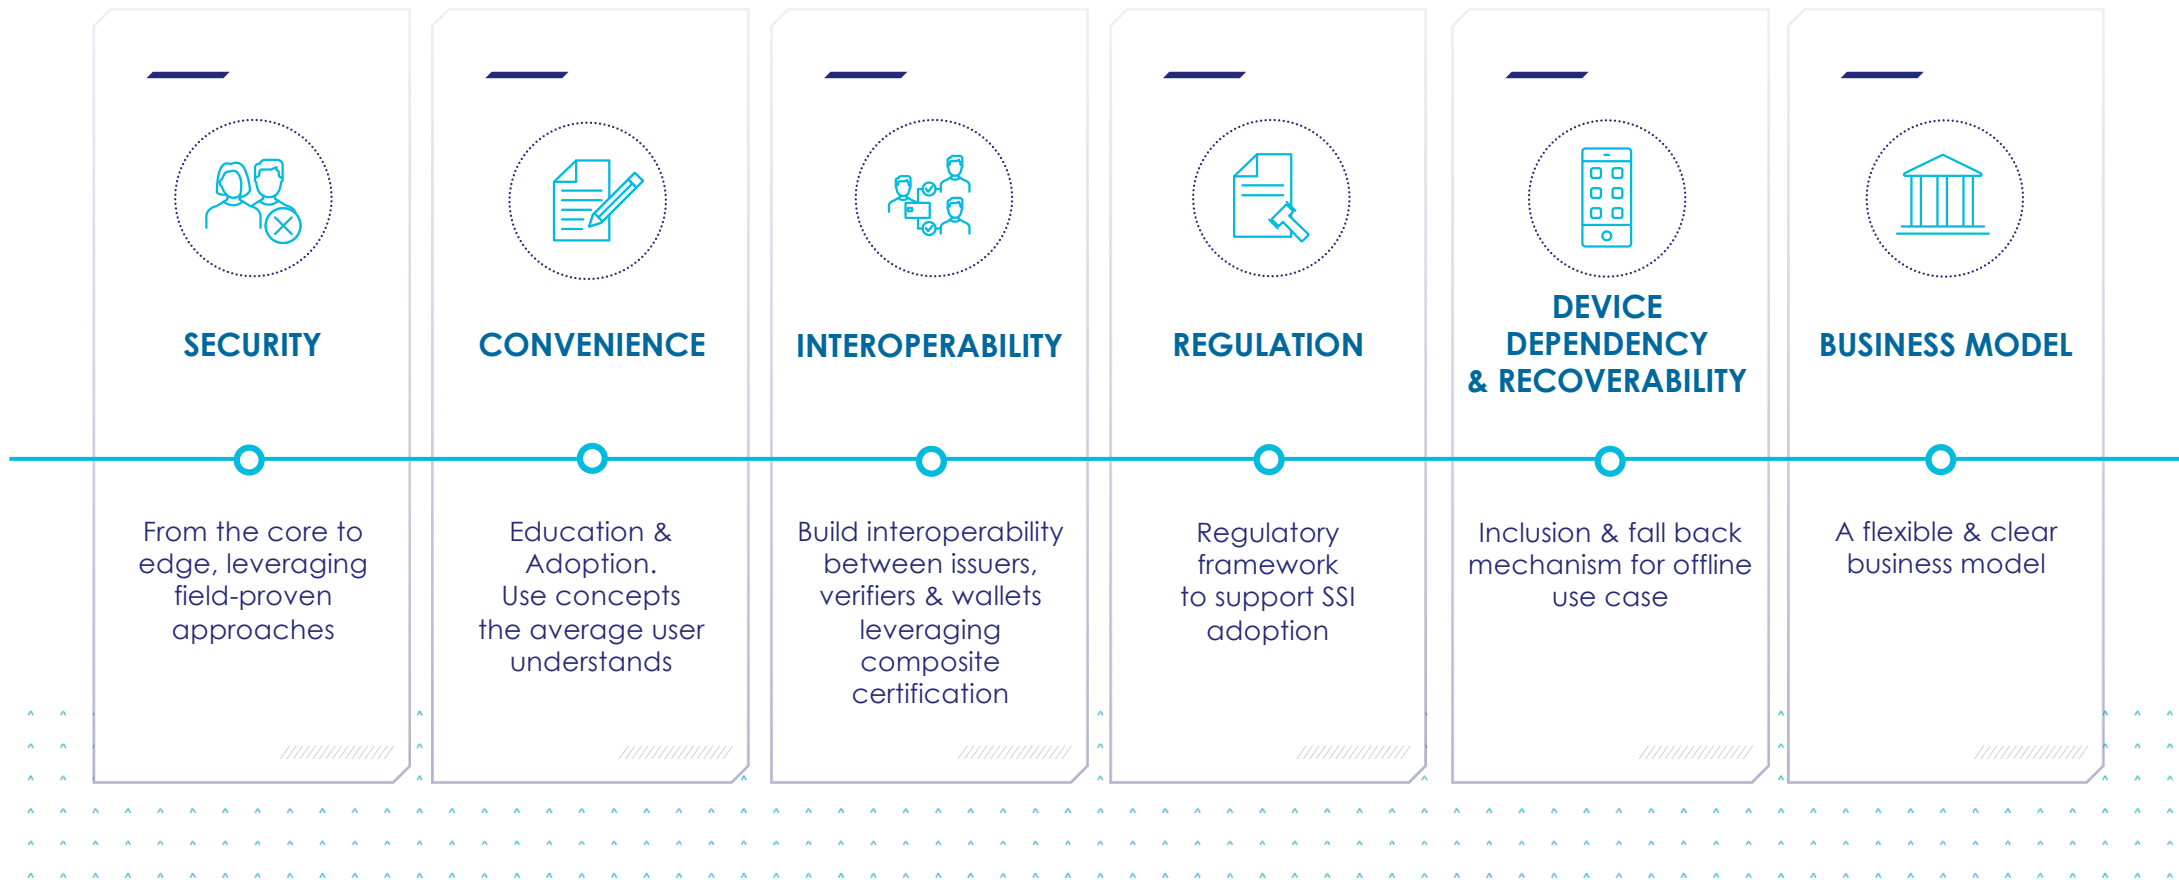 SECURITY
From the core to
edge, leveraging
field-proven
approaches
CONVENIENCE
Education &
Adoption.
Use concepts
the average user
understands
INTEROPERABILITY
Build interoperability
between issuers,
verifiers & wallets
leveraging
composite
certification
REGULATION
Regulatory
framework
to support SSI
adoption
DEVICE
DEPENDENCY
& RECOVERABILITY
Inclusion & fall back
mechanism for offline
use case
BUSINESS MODEL
A flexible & clear
business model